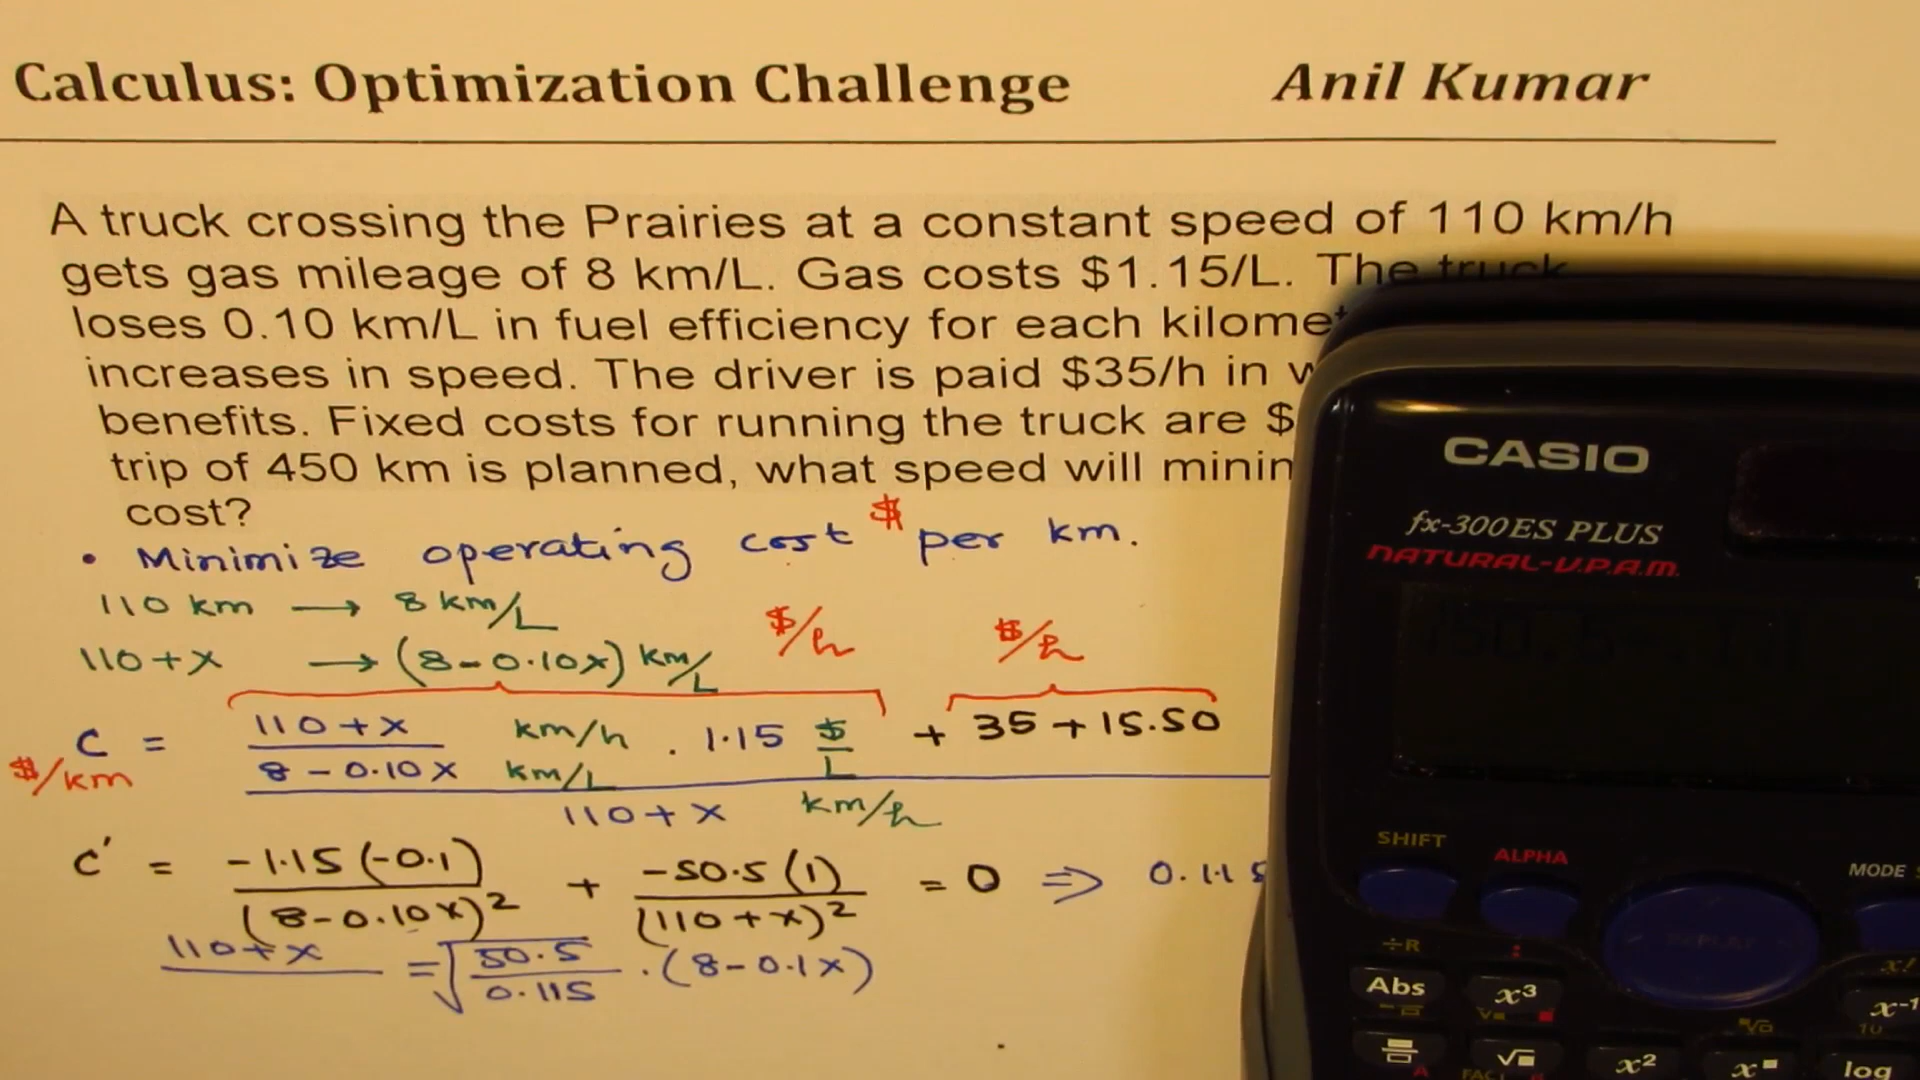 Calculus: Optimization Challenge Anil Kumar
A truck crossing the Prairies at a constant speed of 110 km/h
gets gas mileage of 8 km/L. Gas costs $1.15/L. The truck
loses 0.10 km/L in fuel efficiency for each
increases in speed. The driver is paid $35/h in
benefits. Fixed costs for running the truck are $
trip of 450 km is planned, what speed will
cost?
• Minimize operating cost $ per km.
110 km → 8 km/L
$/h $/h
110+x → (8-0.10x) km/L
C = 110+x / 8-0.10x km/h / km/L . 1.15 $/L + 35+15.50
$/km
110+x km/h
C' = -1.15(-0.1) / (8-0.10x)² + -50.5(1) / (110+x)² = 0 ⇒ 0.115
110+x = √50.5/0.115 . (8-0.1x)
CASIO
fx-300ES PLUS
NATURAL-V.P.A.M.
SHIFT
ALPHA
MODE
REPLAY
÷R
:
x!
Abs
x³
x⁻¹
√■
x²
x■
log